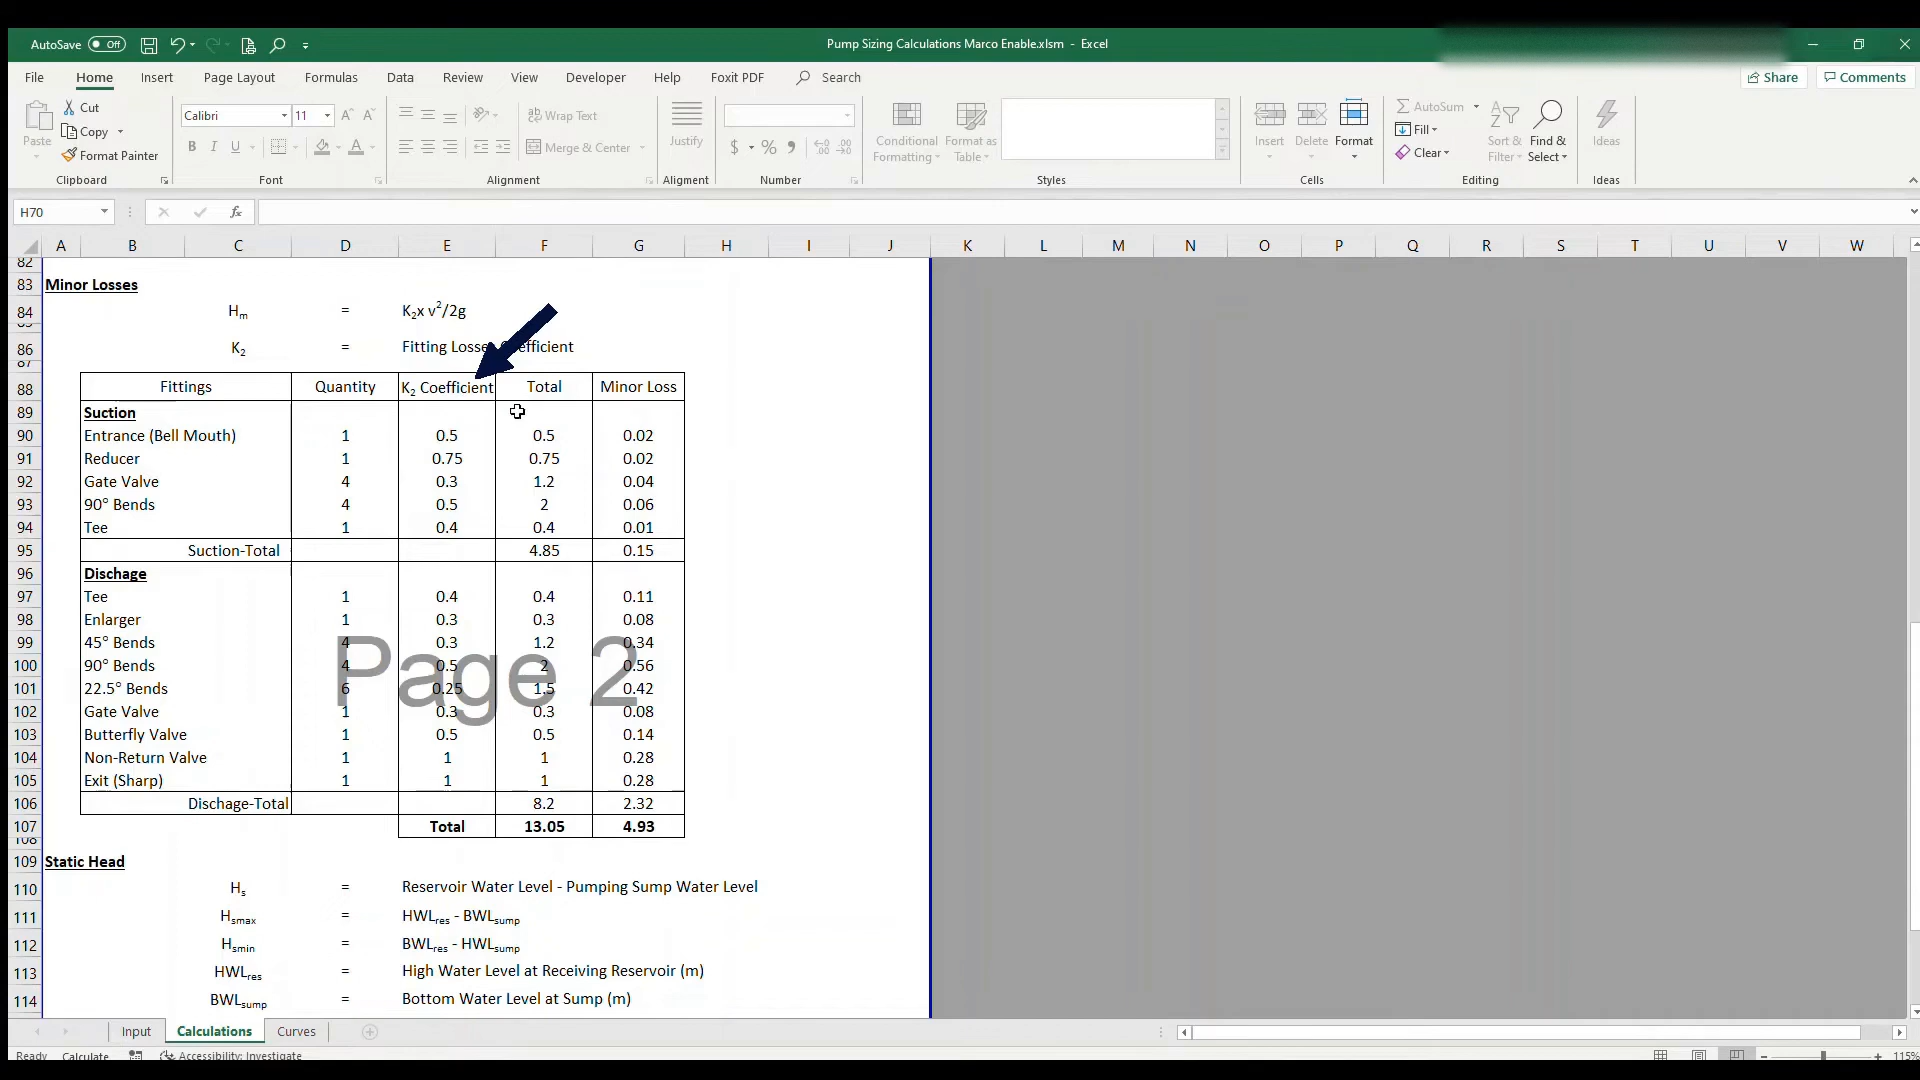 AutoSave Off
Pump Sizing Calculations Marco Enable.xlsm - Excel
File Home Insert Page Layout Formulas Data Review View Developer Help Foxit PDF Search
Share Comments
Paste Cut
Copy
Format Painter
Calibri 11
B I U
Wrap Text
Merge & Center
Justify
$ % 9
Conditional Formatting
Format as Table
Insert Delete Format
AutoSum
Fill
Clear
Sort & Filter
Find & Select
Ideas
Clipboard Font Alignment Aligment Number Styles Cells Editing Ideas
H70 fx
A B C D E F G H I J K L M N O P Q R S T U V W
82
83 Minor Losses
84 Hm = K2x v²/2g
86 K2 = Fitting Losse efficient
87
88 Fittings Quantity K2 Coefficient Total Minor Loss
89 Suction
90 Entrance (Bell Mouth) 1 0.5 0.5 0.02
91 Reducer 1 0.75 0.75 0.02
92 Gate Valve 4 0.3 1.2 0.04
93 90° Bends 4 0.5 2 0.06
94 Tee 1 0.4 0.4 0.01
95 Suction-Total 4.85 0.15
96 Dischage
97 Tee 1 0.4 0.4 0.11
98 Enlarger 1 0.3 0.3 0.08
99 45° Bends 4 0.3 1.2 0.34
100 90° Bends 4 0.5 2 0.56
101 22.5° Bends 6 0.25 1.5 0.42
102 Gate Valve 1 0.3 0.3 0.08
103 Butterfly Valve 1 0.5 0.5 0.14
104 Non-Return Valve 1 1 1 0.28
105 Exit (Sharp) 1 1 1 0.28
106 Discharge-Total 8.2 2.32
107 Total 13.05 4.93
Page 2
108
109 Static Head
110 Hs = Reservoir Water Level - Pumping Sump Water Level
111 Hsmax = HWLres - BWLsump
112 Hsmin = BWLres - HWLsump
113 HWLres = High Water Level at Receiving Reservoir (m)
114 BWLsump = Bottom Water Level at Sump (m)
Input Calculations Curves
Ready Calculate Accessibility: Investigate 115%